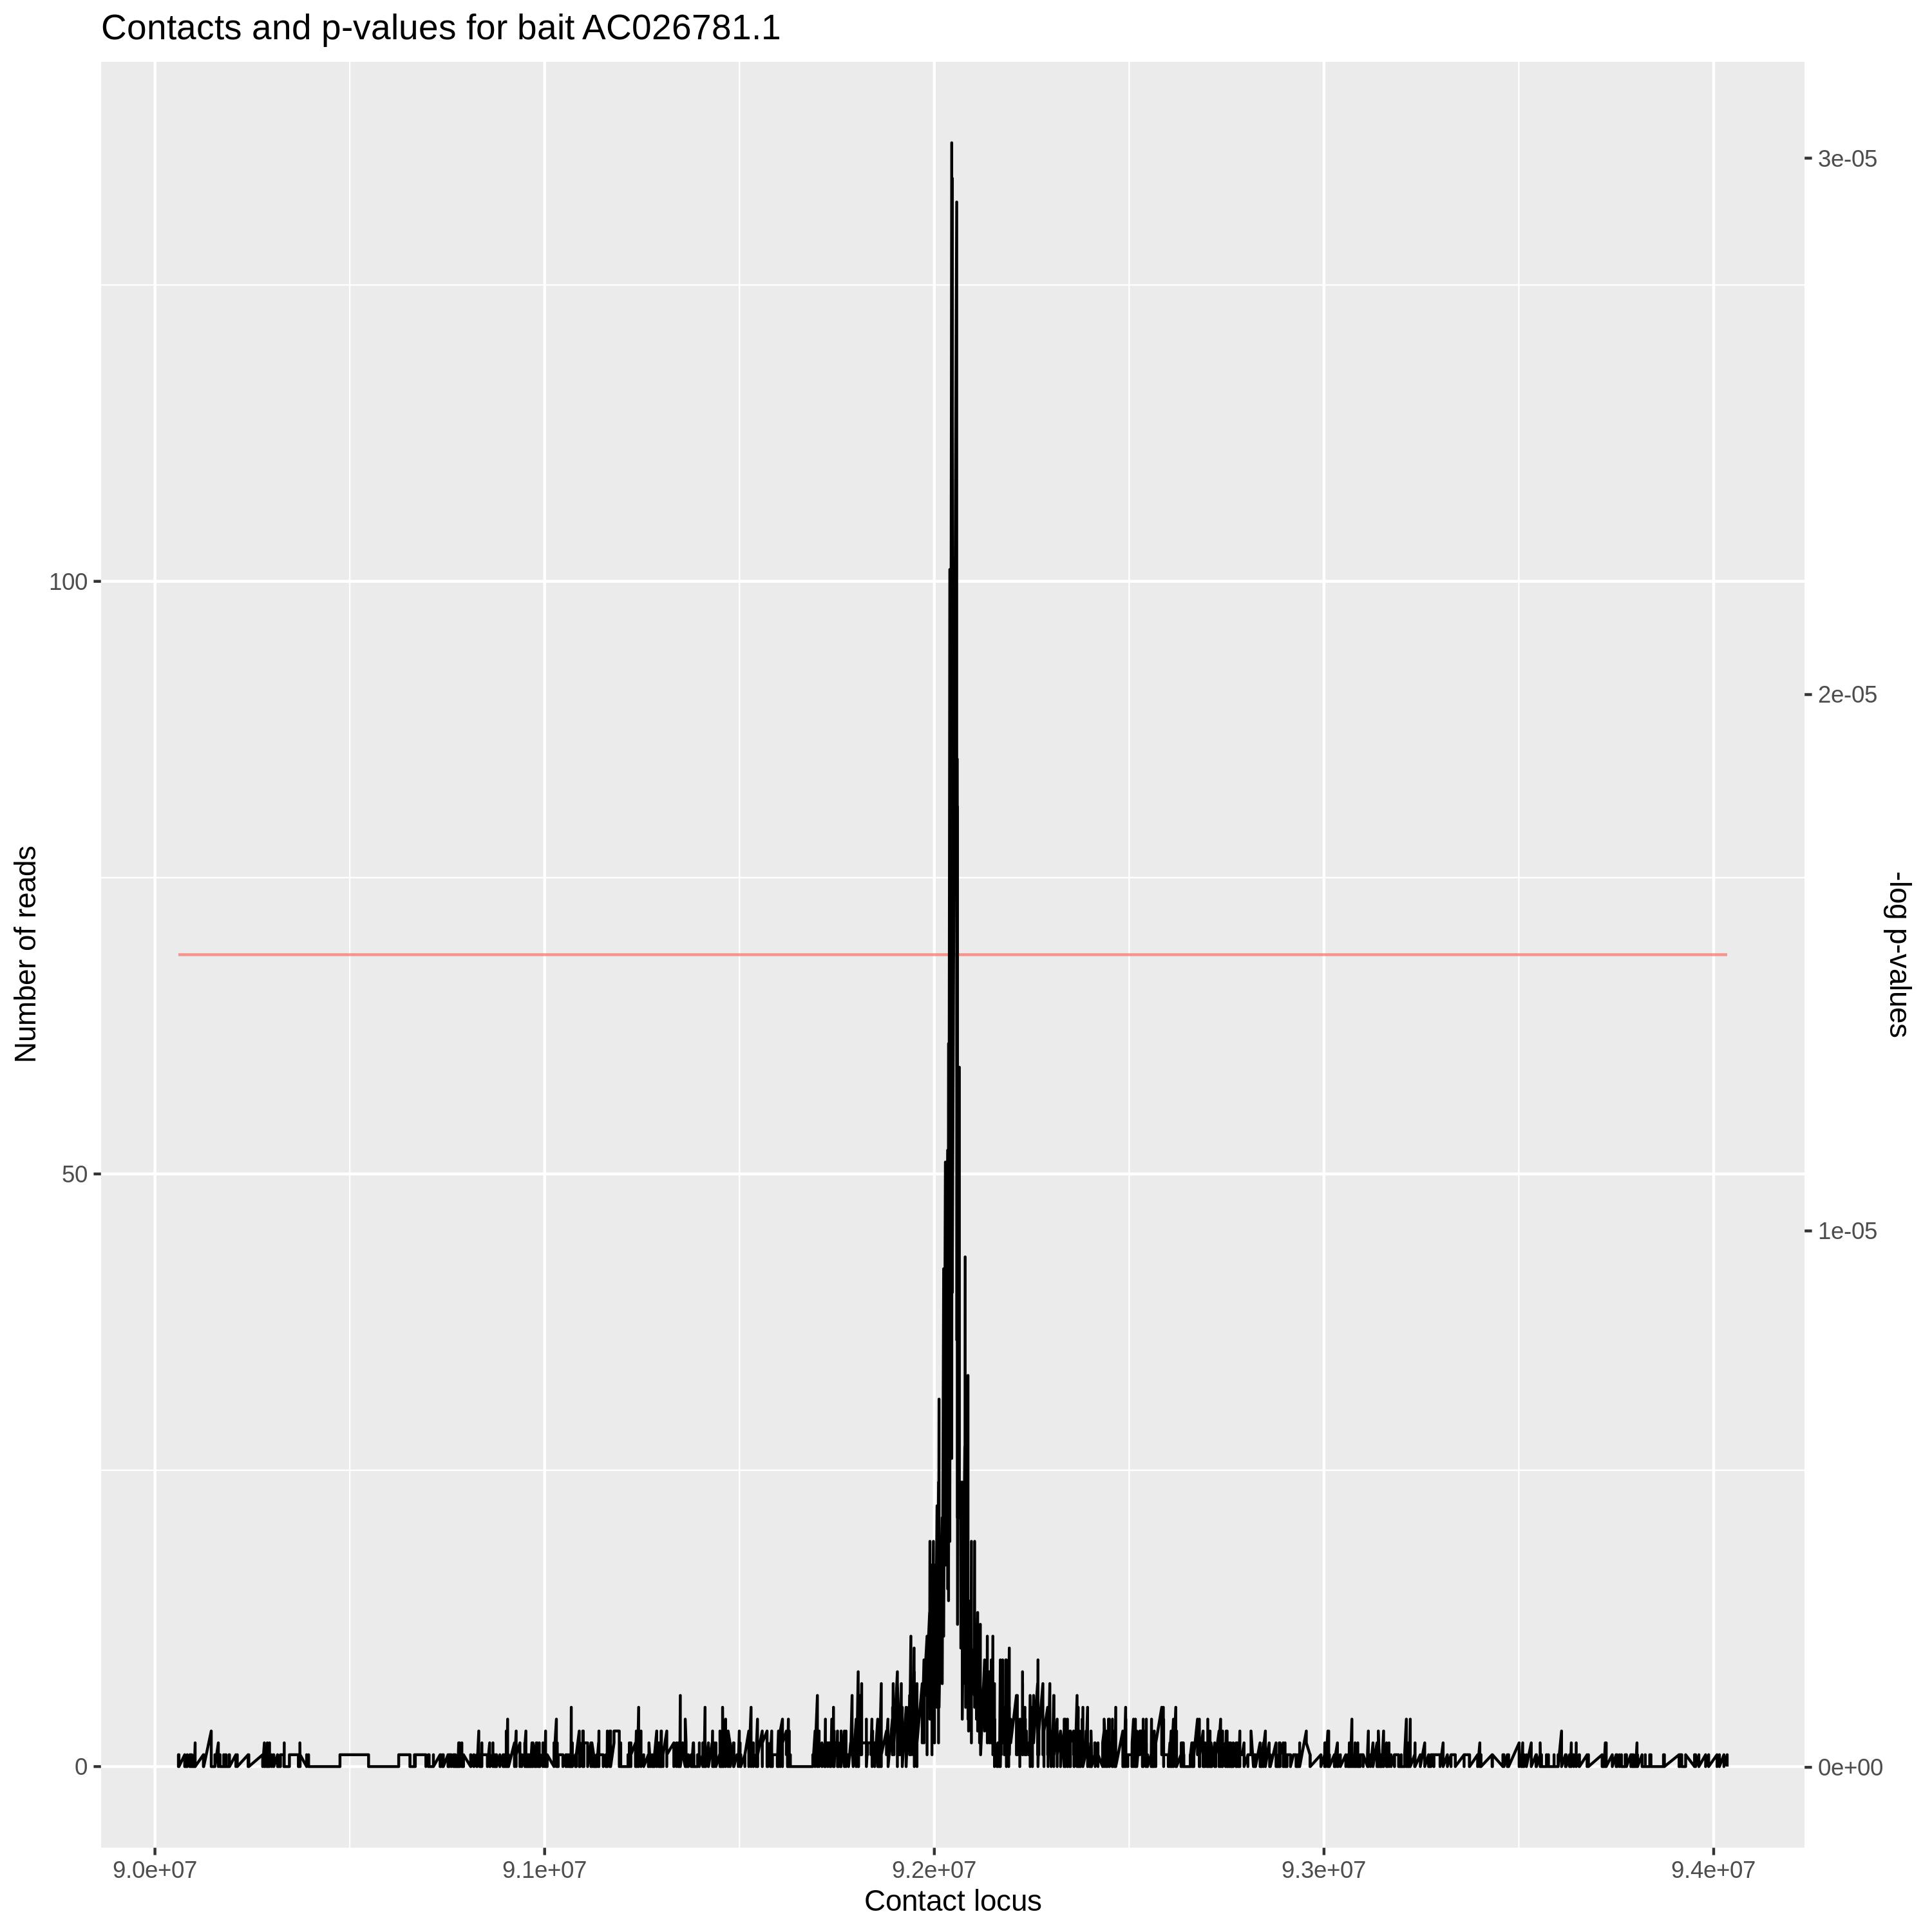 Contacts and p-values for bait AC026781.1
Number of reads
100
50
0
3e-05
2e-05
1e-05
0e+00
-log p-values
9.0e+07
9.1e+07
9.2e+07
9.3e+07
9.4e+07
Contact locus